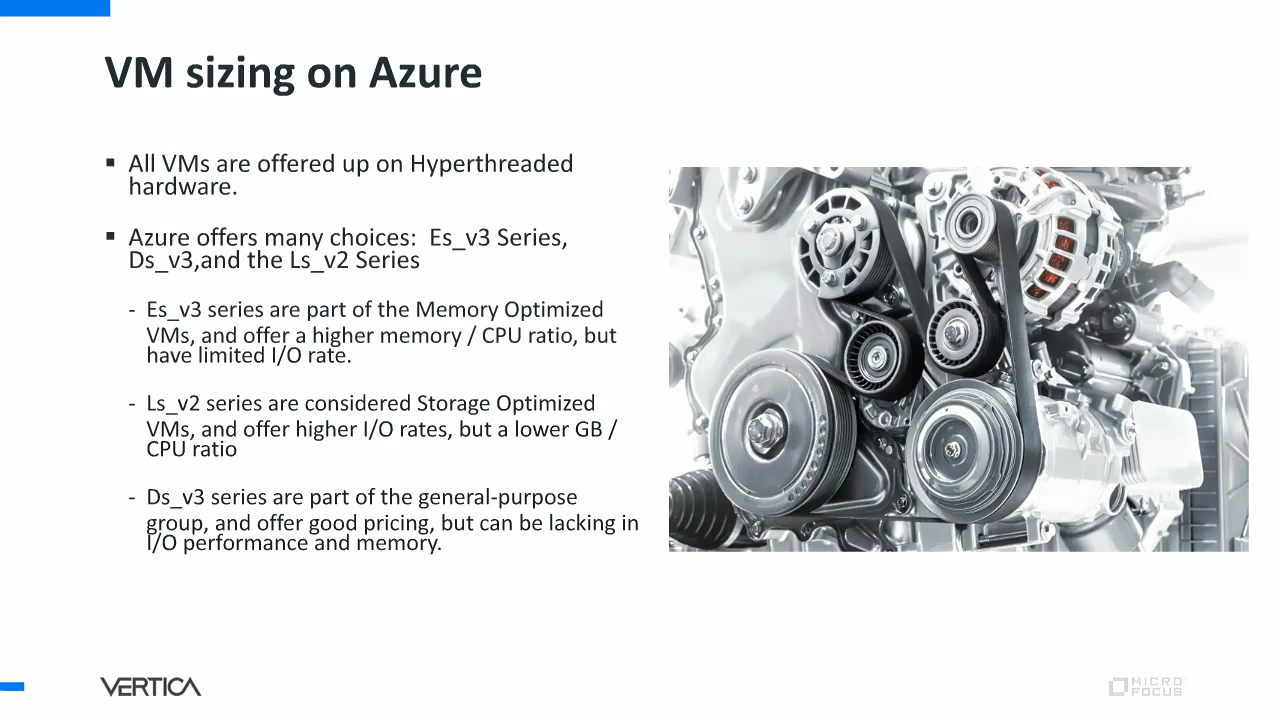 VM sizing on Azure
▪ All VMs are offered up on Hyperthreaded
hardware.
▪ Azure offers many choices:  Es_v3 Series,
Ds_v3,and the Ls_v2 Series
- Es_v3 series are part of the Memory Optimized
VMs, and offer a higher memory / CPU ratio, but
have limited I/O rate.
- Ls_v2 series are considered Storage Optimized
VMs, and offer higher I/O rates, but a lower GB /
CPU ratio
- Ds_v3 series are part of the general-purpose
group, and offer good pricing, but can be lacking in
I/O performance and memory.
VERTICA
MICRO
FOCUS